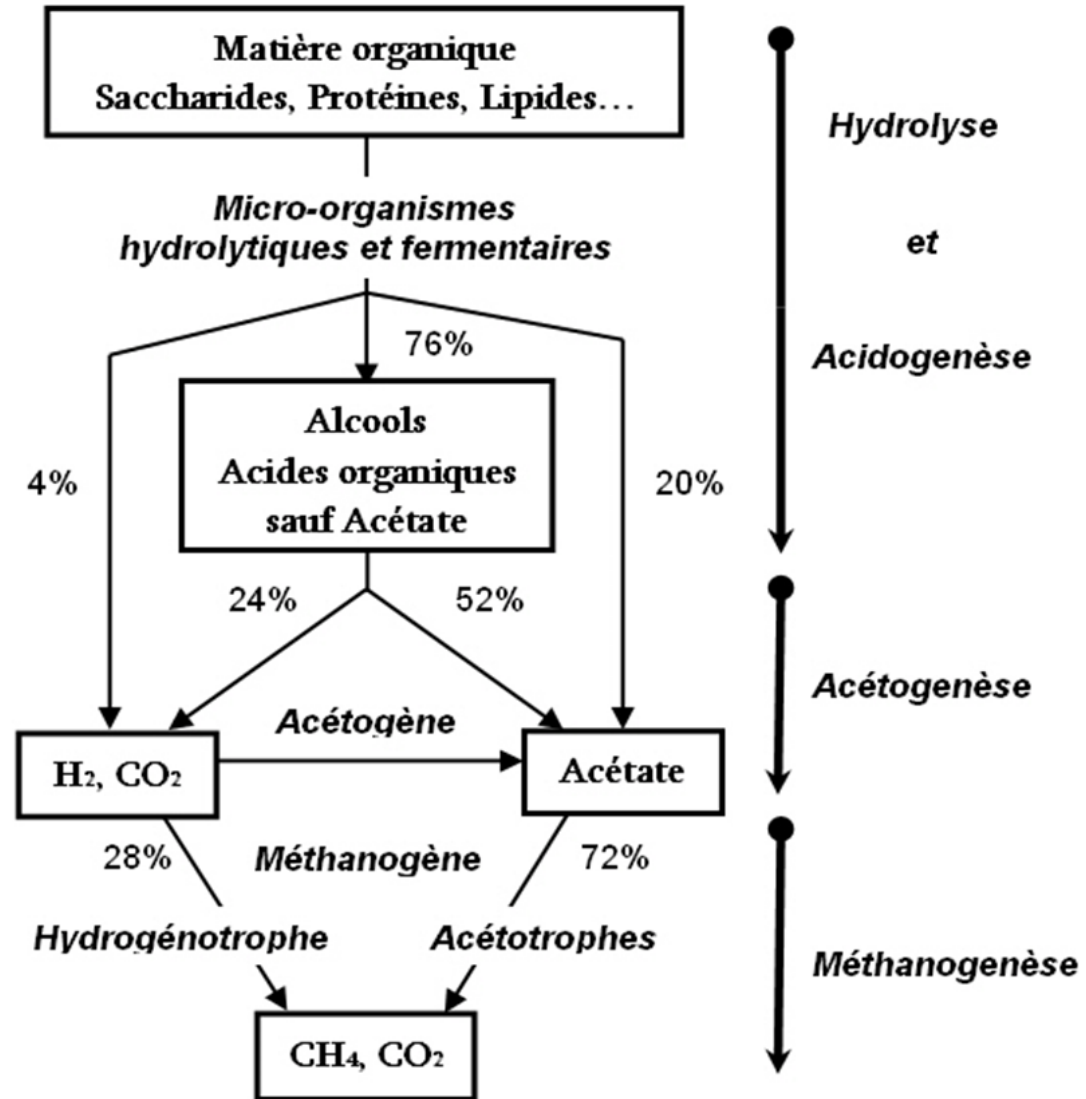 Matière organique
Saccharides, Protéines, Lipides…
Hydrolyse
Micro-organismes
hydrolytiques et fermentaires
et
76%
Acidogenèse
Alcools
Acides organiques
sauf Acétate
4%
20%
24%
52%
Acétogenèse
Acétogène
H₂, CO₂
Acétate
28%
Méthanogène
72%
Hydrogénotrophe
Acétotrophes
Méthanogenèse
CH₄, CO₂